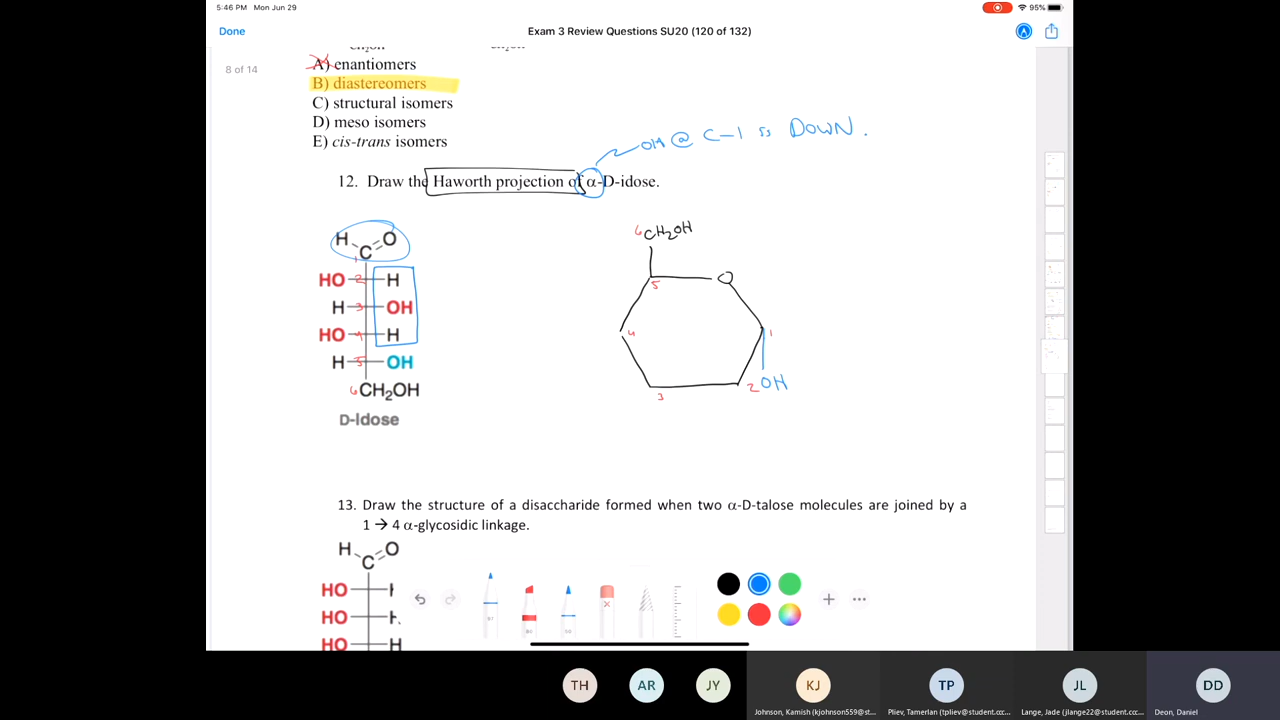 5:46 PM Mon Jun 29
95%
Done
Exam 3 Review Questions SU20 (120 of 132)
8 of 14
A) enantiomers
B) diastereomers
C) structural isomers
D) meso isomers
E) cis-trans isomers
OH @ C-1 is DOWN.
12. Draw the Haworth projection of α-D-idose.
H O
C
1
HO 2 H
H 3 OH
HO 4 H
H 5 OH
6 CH2OH
D-Idose
6 CH2OH
5 O
4 1
3 2 OH
13. Draw the structure of a disaccharide formed when two α-D-talose molecules are joined by a
1 → 4 α-glycosidic linkage.
H O
C
HO
HO
HO H
TH
AR
JY
KJ
TP
JL
DD
Johnson, Kamish (kjohnson559@st...
Pliev, Tamerlan (tpliev@student.ccc...
Lange, Jade (jlange22@student.ccc...
Deon, Daniel